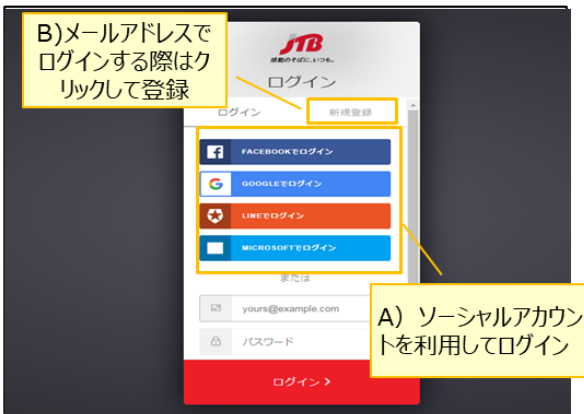 B)メールアドレスで
ログインする際はク
リックして登録
JTB
感動のそばに、いつも。
ログイン
ログイン
新規登録
FACEBOOKでログイン
GOOGLEでログイン
LINEでログイン
MICROSOFTでログイン
または
yours@example.com
パスワード
A) ソーシャルアカウン
トを利用してログイン
ログイン >